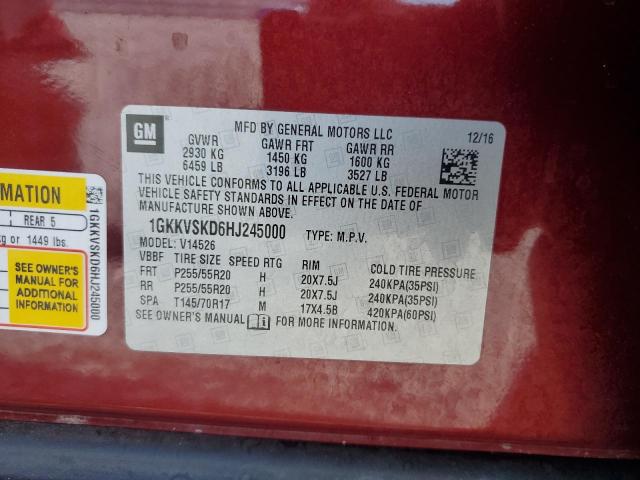 GM
MFD BY GENERAL MOTORS LLC
12/16
GVWR GAWR FRT GAWR RR
2930 KG 1450 KG 1600 KG
6459 LB 3196 LB 3527 LB
THIS VEHICLE CONFORMS TO ALL APPLICABLE U.S. FEDERAL MOTOR
VEHICLE SAFETY STANDARDS IN EFFECT ON THE DATE OF
MANUFACTURE SHOWN ABOVE.
1GKKVSKD6HJ245000 TYPE: M.P.V.
MODEL: V14526
VBBF TIRE SIZE SPEED RTG RIM COLD TIRE PRESSURE
FRT P255/55R20 H 20X7.5J 240KPA(35PSI)
RR P255/55R20 H 20X7.5J 240KPA(35PSI)
SPA T145/70R17 M 17X4.5B 420KPA(60PSI)
SEE OWNER'S MANUAL FOR MORE INFORMATION.
MATION
REAR 5
or 1449 lbs.
SEE OWNER'S
MANUAL FOR
ADDITIONAL
INFORMATION
1GKKVSKD6HJ245000